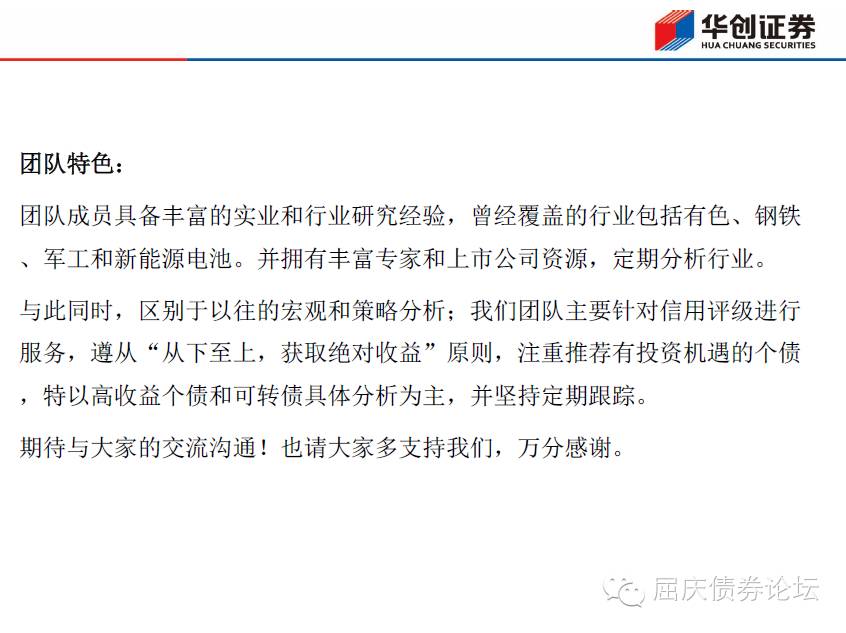 华创证券
HUA CHUANG SECURITIES
团队特色：
团队成员具备丰富的实业和行业研究经验，曾经覆盖的行业包括有色、钢铁
、军工和新能源电池。并拥有丰富专家和上市公司资源，定期分析行业。
与此同时，区别于以往的宏观和策略分析；我们团队主要针对信用评级进行
服务，遵从“从下至上，获取绝对收益”原则，注重推荐有投资机遇的个债
，特以高收益个债和可转债具体分析为主，并坚持定期跟踪。
期待与大家的交流沟通！也请大家多支持我们，万分感谢。
屈庆债券论坛